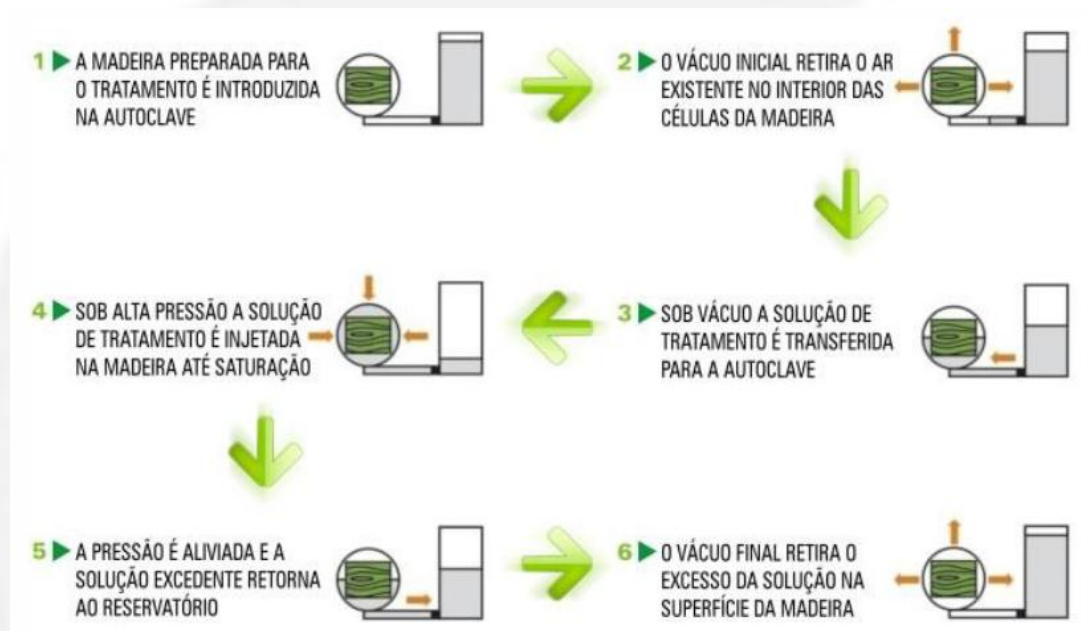 1 ▶ A MADEIRA PREPARADA PARA
O TRATAMENTO É INTRODUZIDA
NA AUTOCLAVE
2 ▶ O VÁCUO INICIAL RETIRA O AR
EXISTENTE NO INTERIOR DAS
CÉLULAS DA MADEIRA
3 ▶ SOB VÁCUO A SOLUÇÃO DE
TRATAMENTO É TRANSFERIDA
PARA A AUTOCLAVE
4 ▶ SOB ALTA PRESSÃO A SOLUÇÃO
DE TRATAMENTO É INJETADA
NA MADEIRA ATÉ SATURAÇÃO
5 ▶ A PRESSÃO É ALIVIADA E A
SOLUÇÃO EXCEDENTE RETORNA
AO RESERVATÓRIO
6 ▶ O VÁCUO FINAL RETIRA O
EXCESSO DA SOLUÇÃO NA
SUPERFÍCIE DA MADEIRA